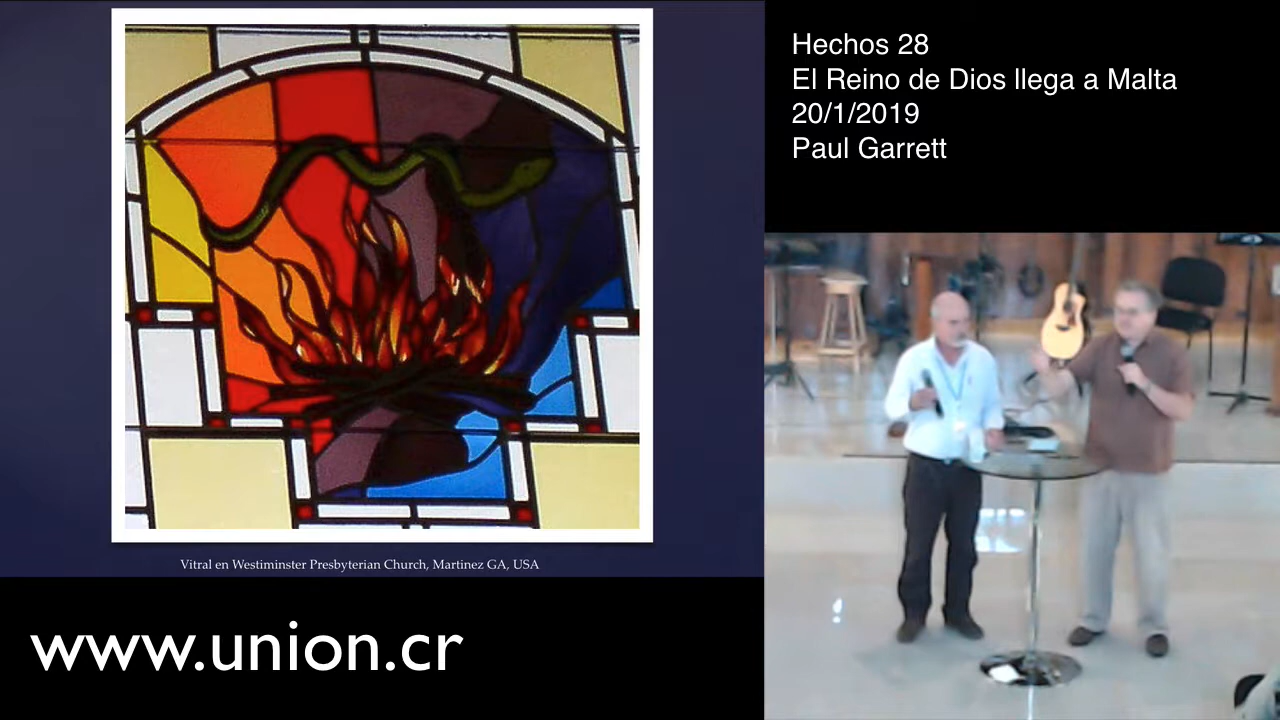 Hechos 28
El Reino de Dios llega a Malta
20/1/2019
Paul Garrett
Vitral en Westiminster Presbyterian Church, Martinez GA, USA
www.union.cr